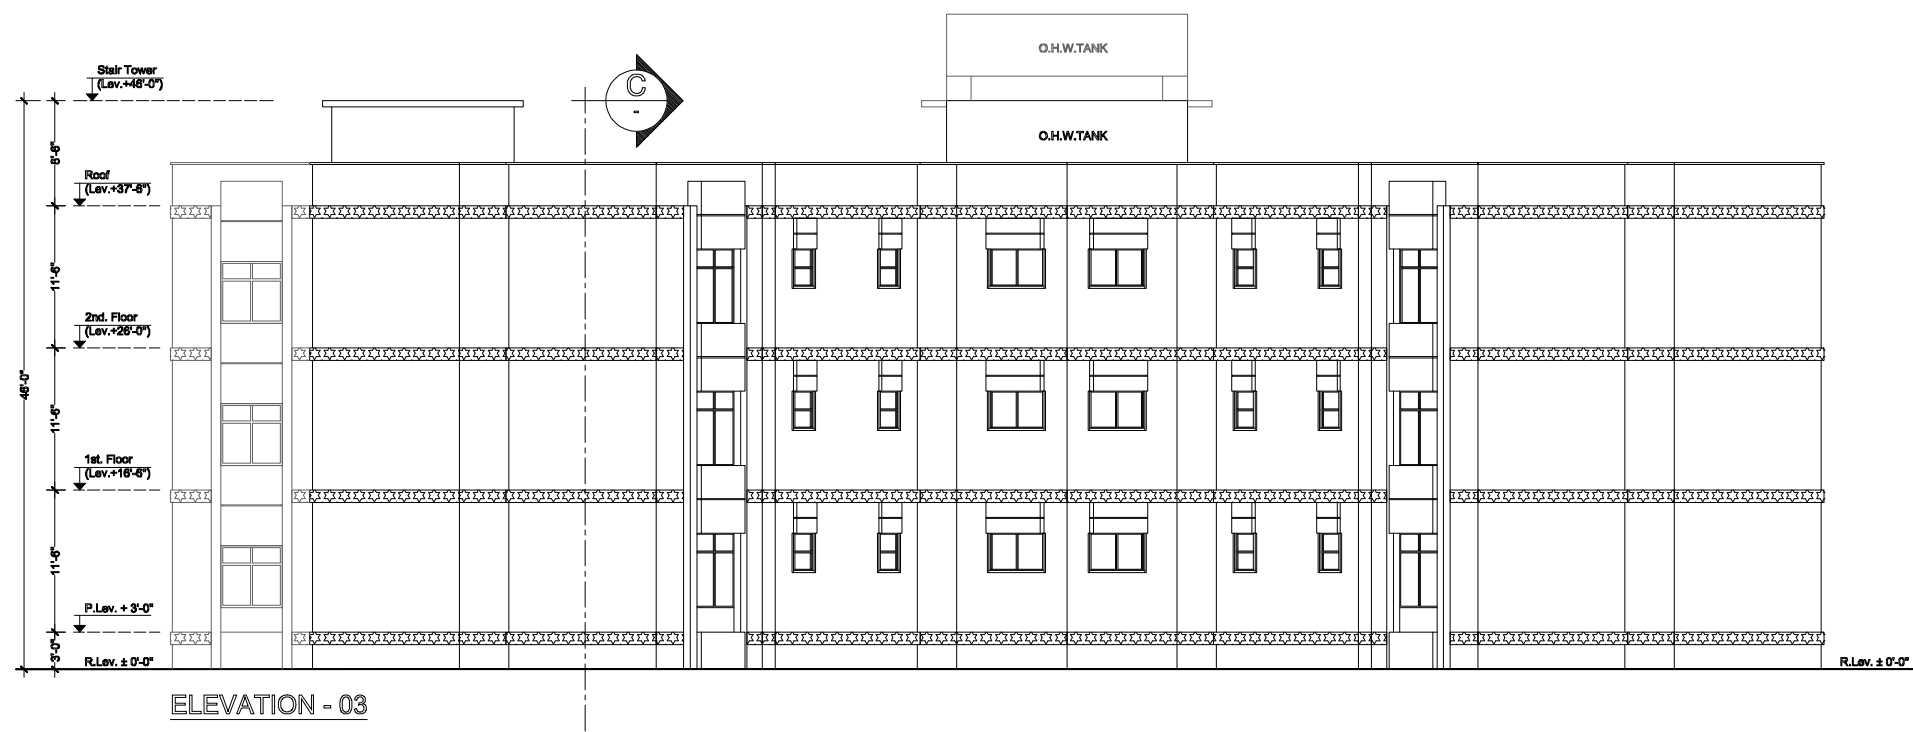 O.H.W.TANK
Stair Tower
(Lev.+46'-0")
C
-
O.H.W.TANK
8'-6"
Roof
(Lev.+37'-6")
11'-6"
2nd. Floor
(Lev.+26'-0")
46'-0"
11'-6"
1st. Floor
(Lev.+16'-6")
11'-6"
P.Lev. + 3'-0"
3'-0"
R.Lev. ± 0'-0"
R.Lev. ± 0'-0"
ELEVATION - 03